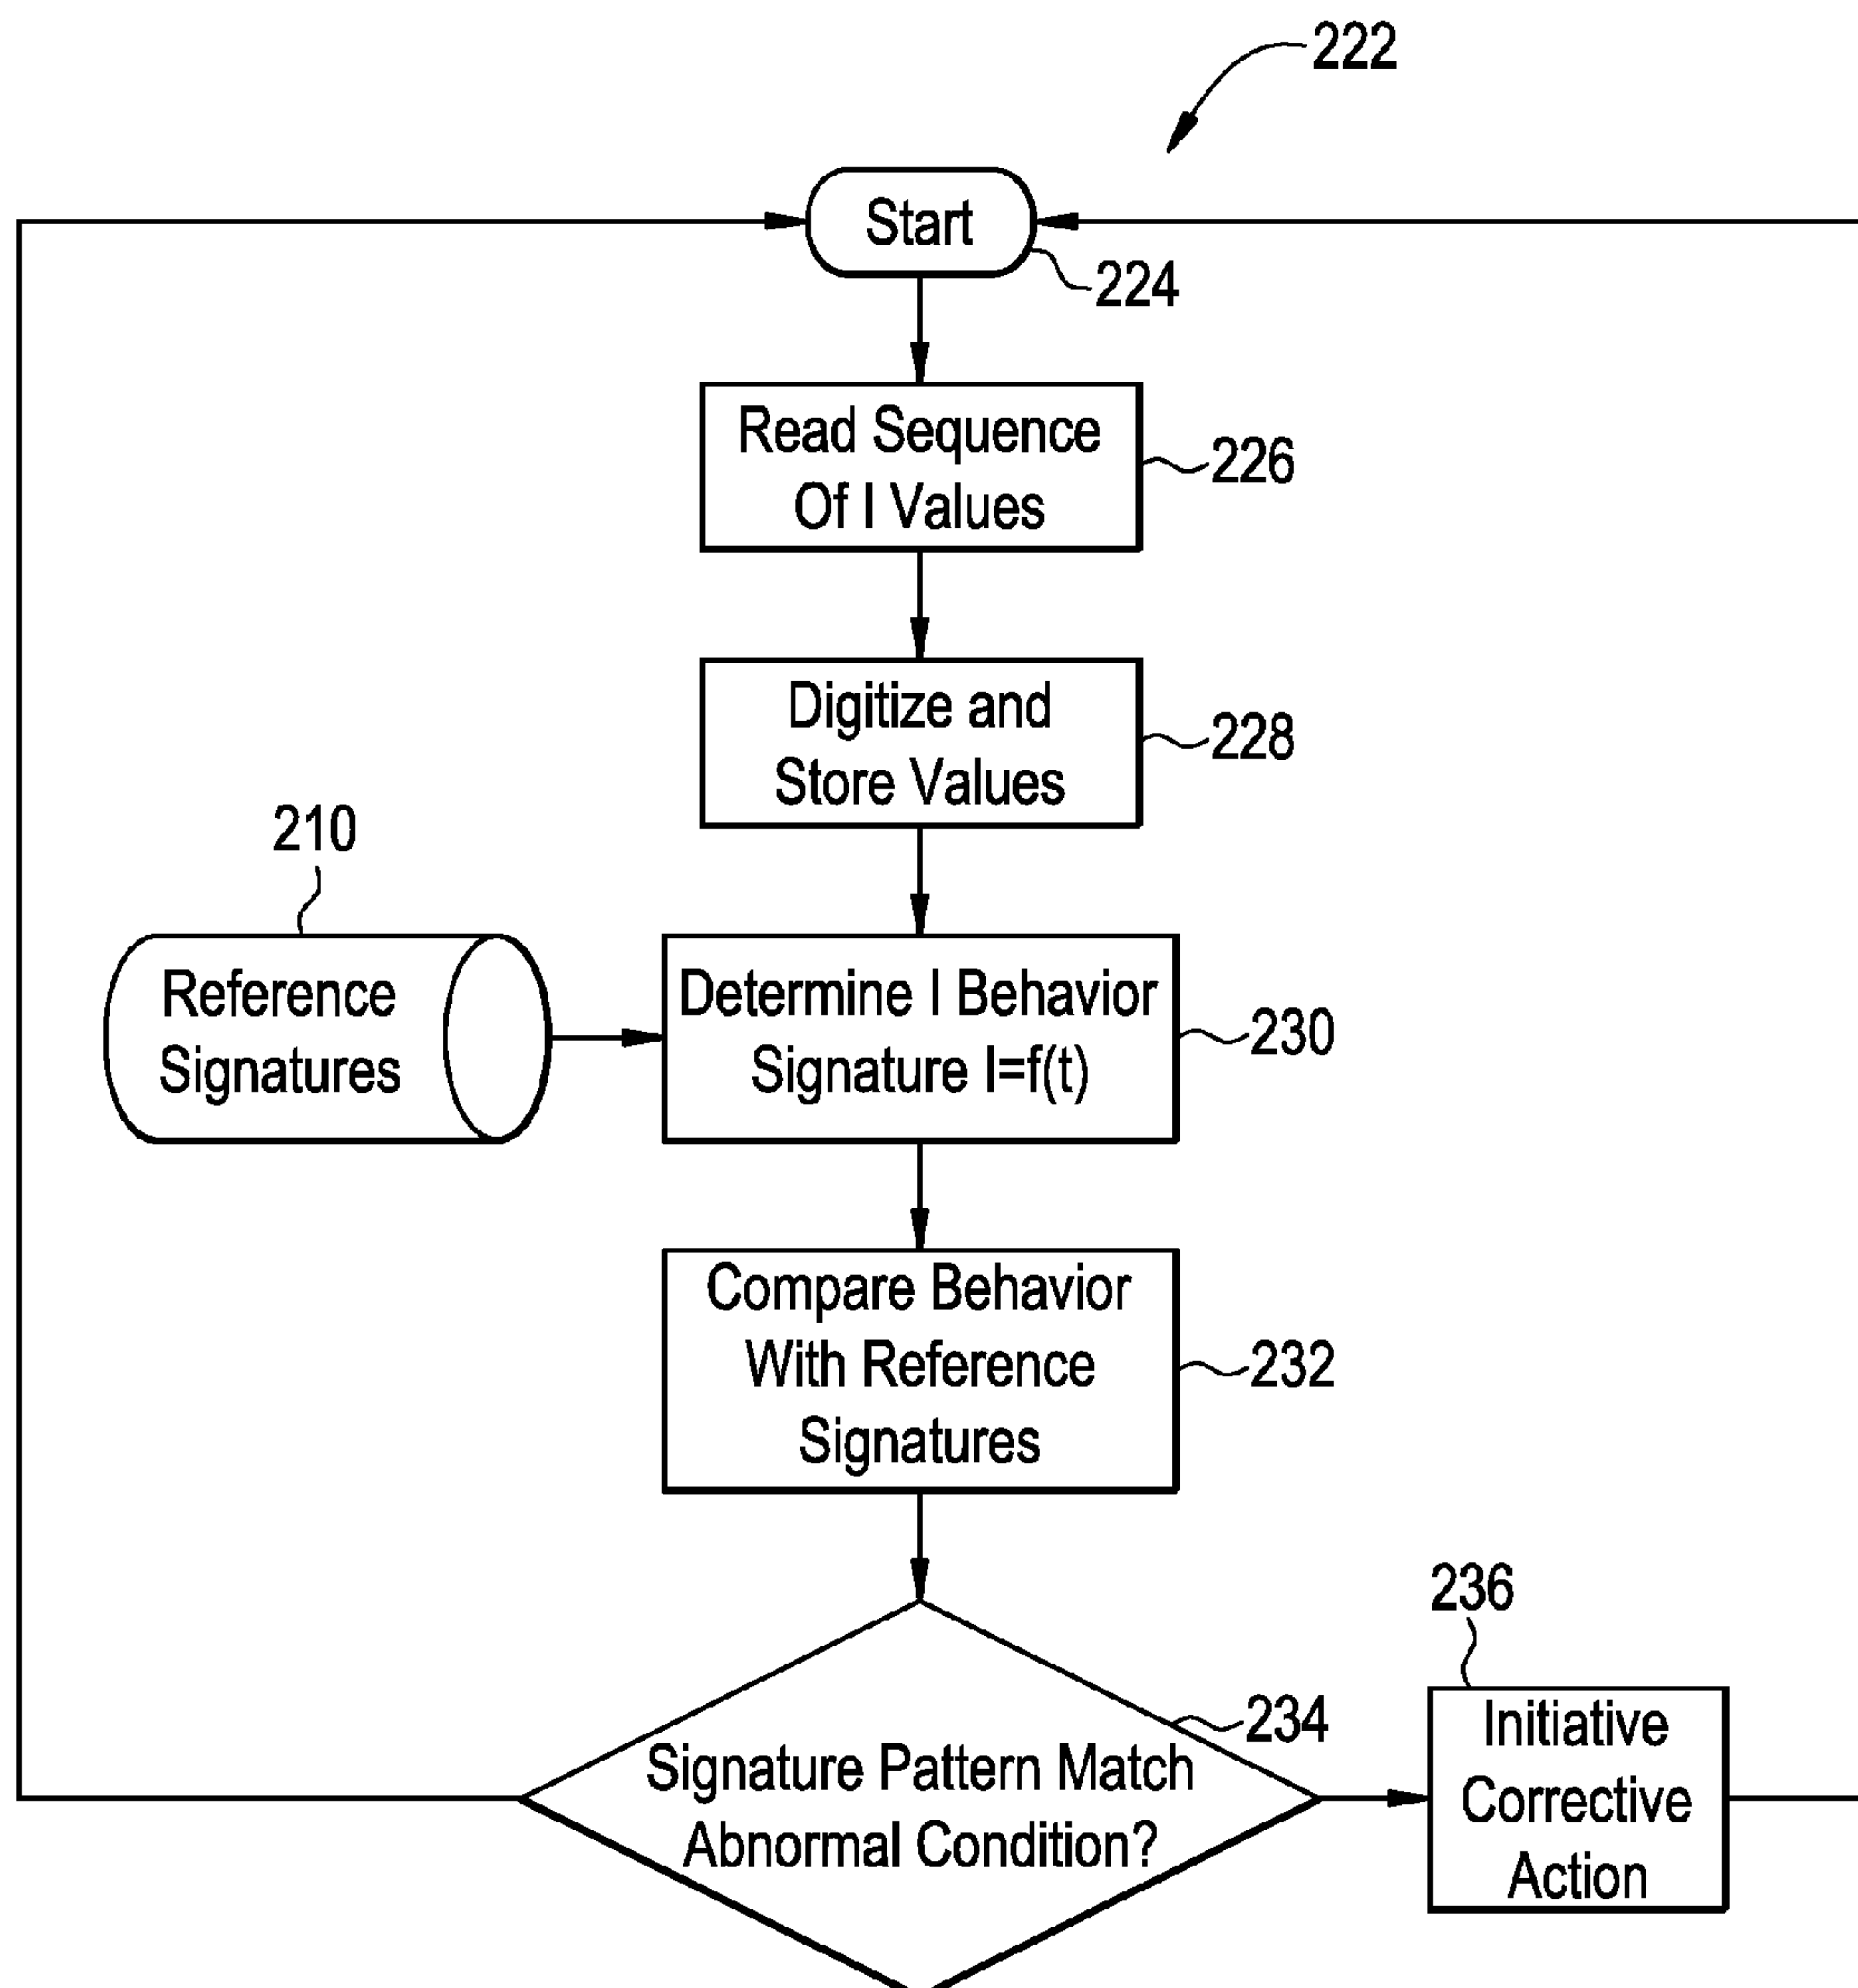 222
Start
224
Read Sequence
Of I Values
226
Digitize and
Store Values
228
210
Reference
Signatures
Determine I Behavior
Signature I=f(t)
230
Compare Behavior
With Reference
Signatures
232
234
Signature Pattern Match
Abnormal Condition?
236
Initiative
Corrective
Action